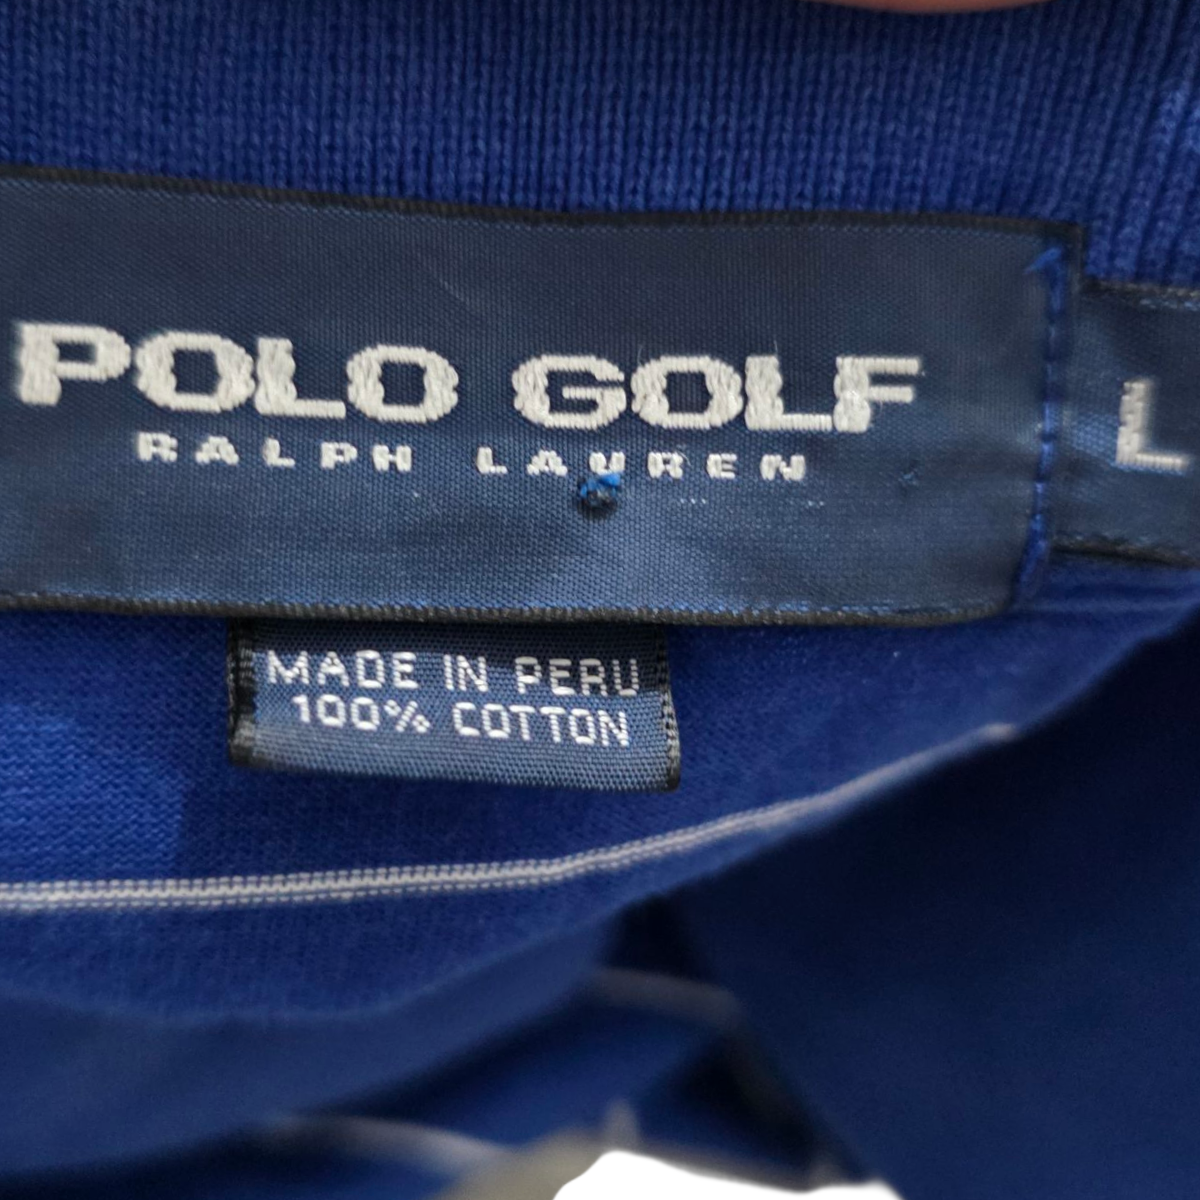 POLO GOLF
RALPH LAUREN
L
MADE IN PERU
100% COTTON